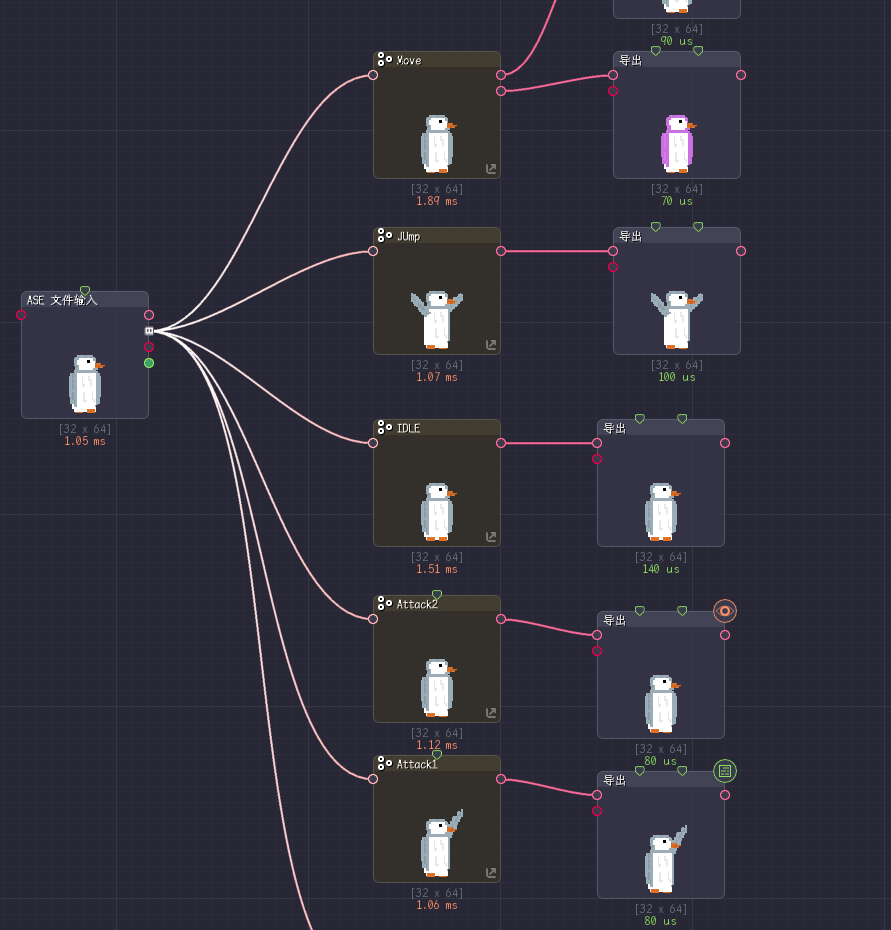 [32 x 64]
90 us
Move
导出
[32 x 64]
1.89 ms
[32 x 64]
70 us
JUmp
导出
[32 x 64]
1.07 ms
[32 x 64]
100 us
ASE 文件输入
[32 x 64]
1.05 ms
IDLE
导出
[32 x 64]
1.51 ms
[32 x 64]
140 us
Attack2
导出
[32 x 64]
1.12 ms
[32 x 64]
80 us
Attack1
导出
[32 x 64]
1.06 ms
[32 x 64]
80 us